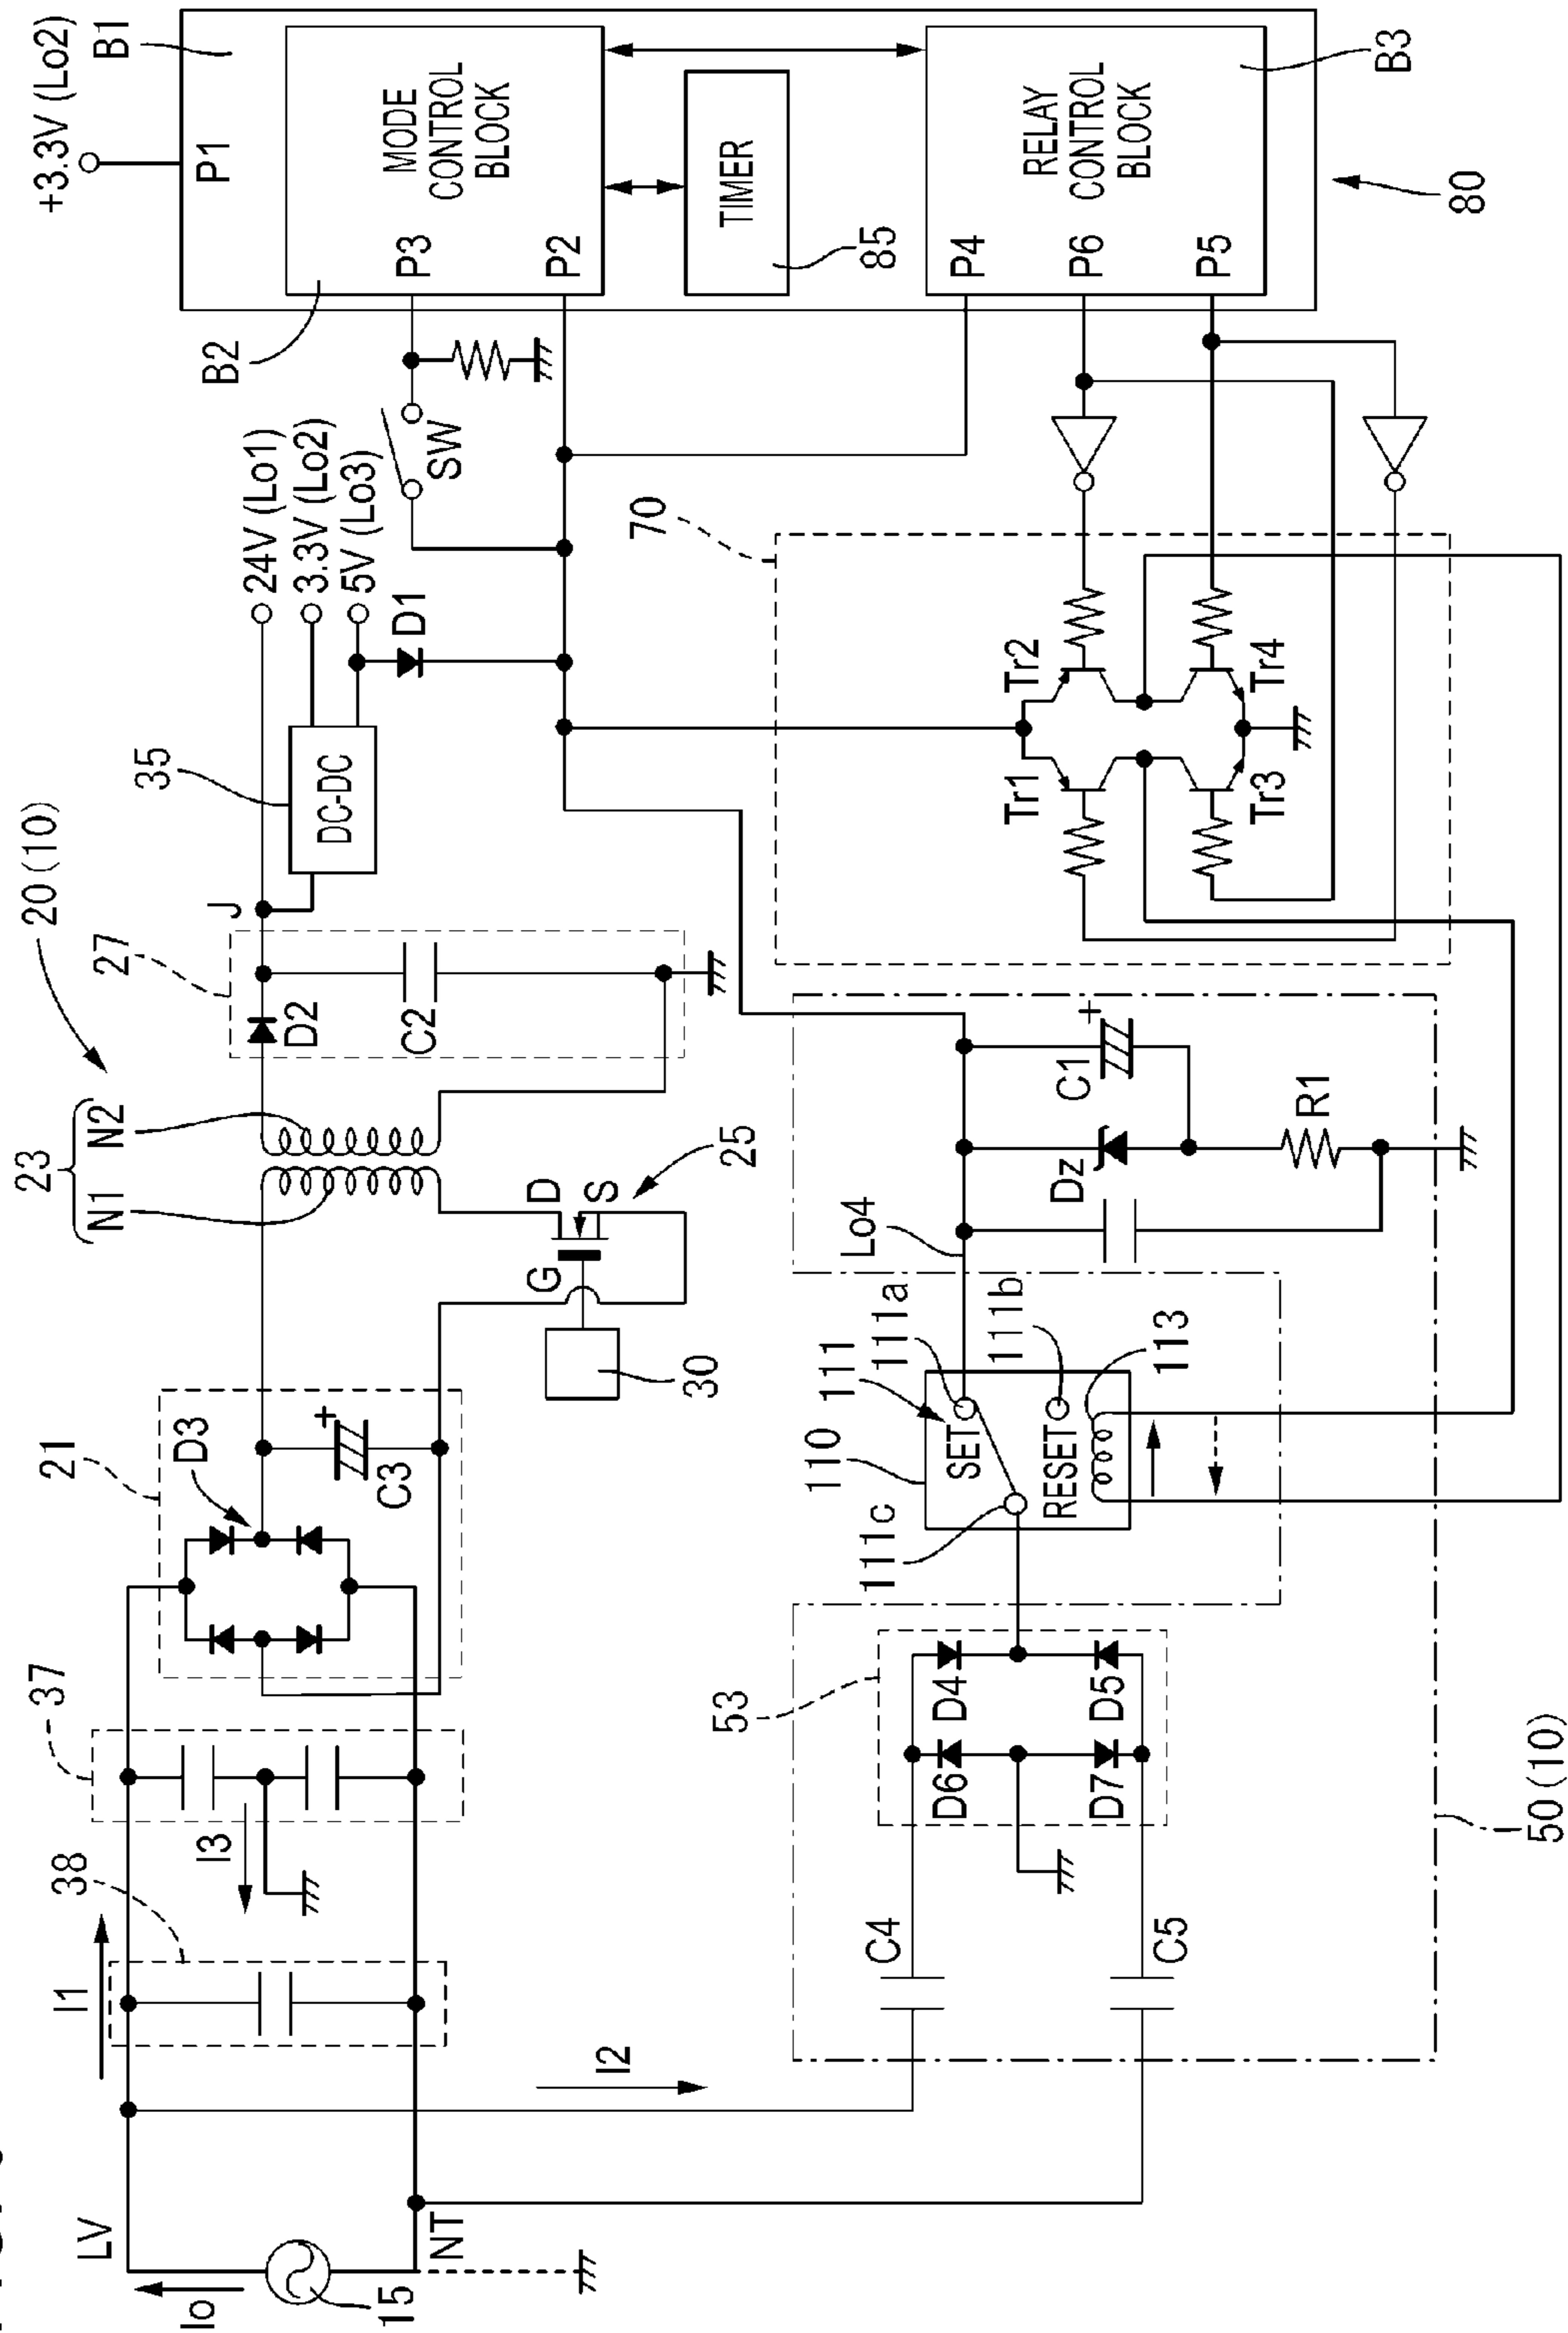 +3.3V (Lo2)
B1
P1
MODE
CONTROL
BLOCK
P3
P2
B2
TIMER
85
RELAY
CONTROL
BLOCK
P4
P6
P5
B3
80
SW
24V (Lo1)
3.3V (Lo2)
5V (Lo3)
D1
35
DC-DC
J
20(10)
27
D2
C2
23
N1
N2
D
S
G
25
30
21
D3
C3
+
37
38
I3
I1
I2
LV
NT
Io
15
70
Tr1
Tr2
Tr3
Tr4
C1
+
Dz
R1
Lo4
110
111
111a
111b
111c
SET
RESET
113
53
D4
D5
D6
D7
C4
C5
50(10)